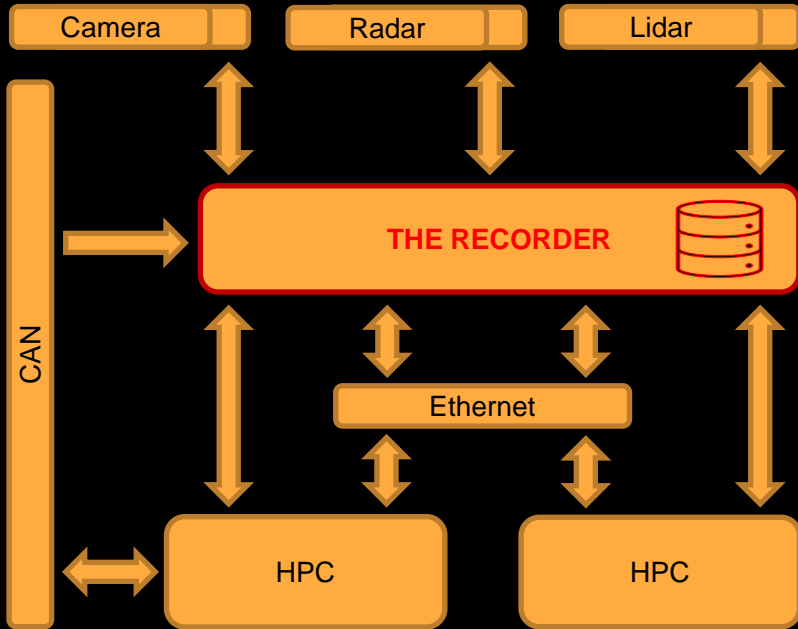 Camera
Radar
Lidar
THE RECORDER
CAN
Ethernet
HPC
HPC